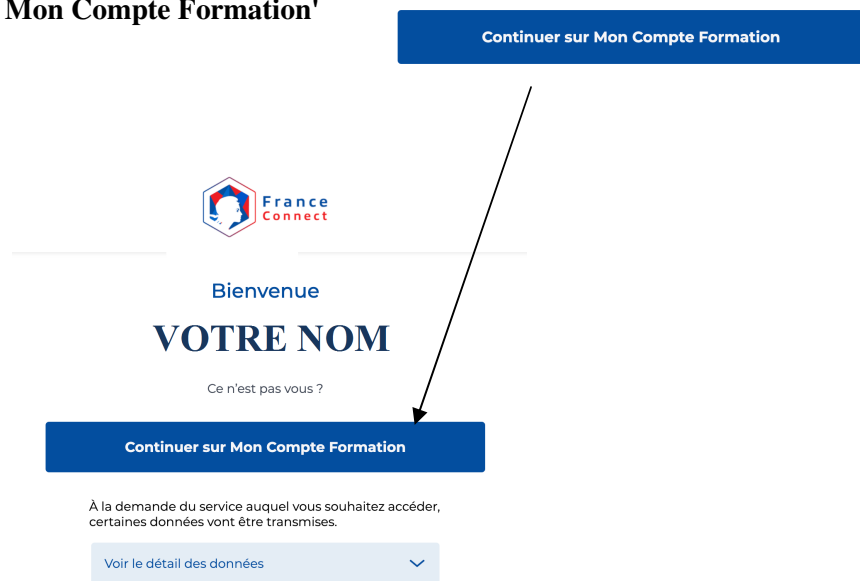 Mon Compte Formation'
Continuer sur Mon Compte Formation
France
Connect
Bienvenue
VOTRE NOM
Ce n'est pas vous ?
Continuer sur Mon Compte Formation
À la demande du service auquel vous souhaitez accéder,
certaines données vont être transmises.
Voir le détail des données